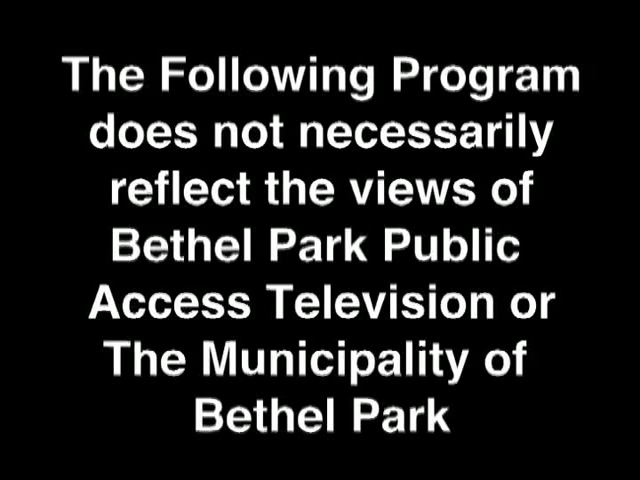 The Following Program
does not necessarily
reflect the views of
Bethel Park Public
Access Television or
The Municipality of
Bethel Park